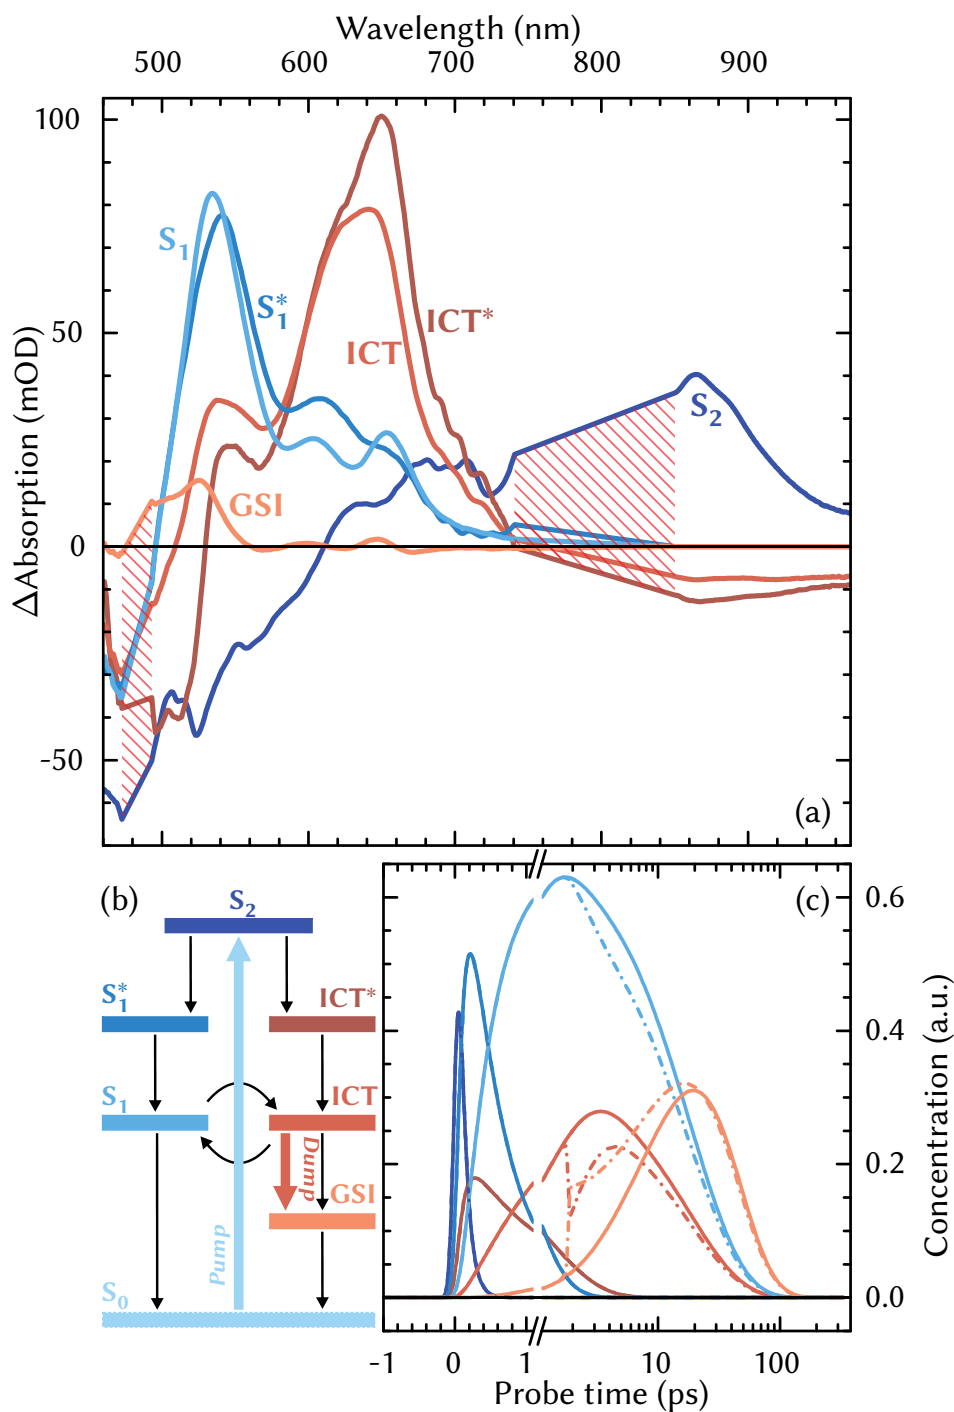 Wavelength (nm)
500 600 700 800 900
ΔAbsorption (mOD)
100
50
0
-50
S1
S1*
ICT
ICT*
S2
GSI
(a)
(b)
S2
S1*
ICT*
S1
ICT
Dump
GSI
Pump
S0
(c)
0.6
0.4
0.2
0.0
Concentration (a.u.)
-1 0 1 10 100
Probe time (ps)